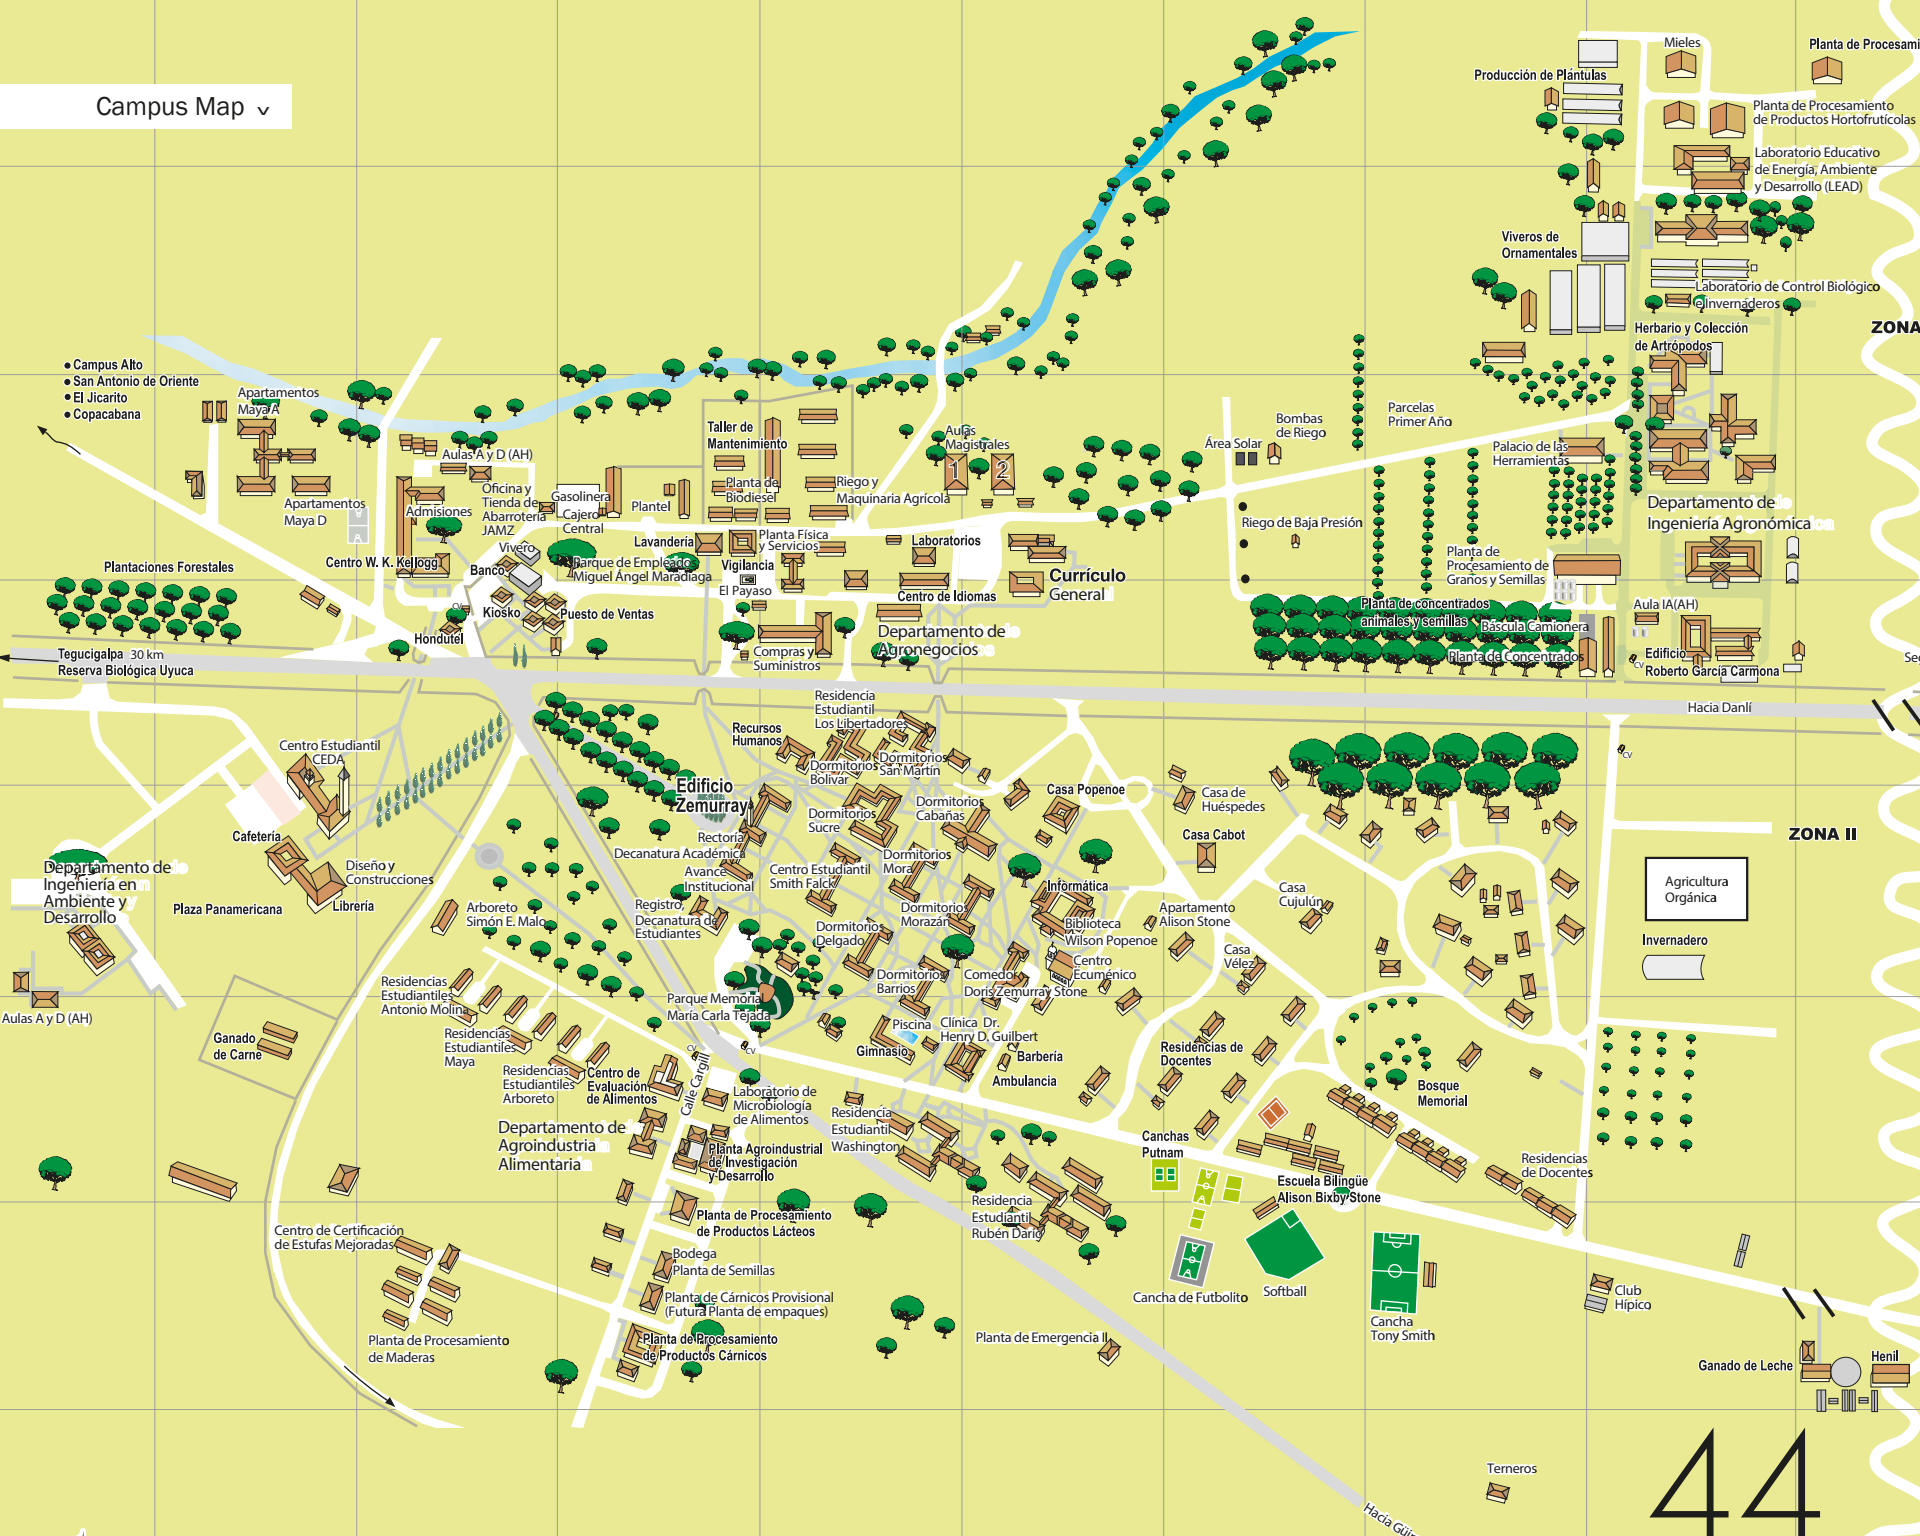 Campus Map v
Mieles
Planta de Procesami
Producción de Plántulas
Planta de Procesamiento
de Productos Hortofrutícolas
Laboratorio Educativo
de Energía, Ambiente
y Desarrollo (LEAD)
Viveros de
Ornamentales
Laboratorio de Control Biológico
e Invernaderos
Herbario y Colección
de Artrópodos
ZONA
Campus Alto
San Antonio de Oriente
El Jicarito
Copacabana
Apartamentos
Maya A
Aulas A y D (AH)
Apartamentos
Maya D
Admisiones
Oficina y
Tienda de
Abarrotería
JAMZ
Gasolinera
Cajero
Central
Plantel
Taller de
Mantenimiento
Planta de
Biodiesel
Riego y
Maquinaria Agrícola
Aulas
Magistrales
1
2
Área Solar
Bombas
de Riego
Parcelas
Primer Año
Palacio de las
Herramientas
Departamento de
Ingeniería Agronómica
Riego de Baja Presión
Planta de
Procesamiento de
Granos y Semillas
Plantaciones Forestales
Centro W. K. Kellogg
Vivero
Banco
Lavandería
Planta Física
y Servicios
Parque de Empleado
Miguel Ángel Maradiaga
Vigilancia
El Payaso
Laboratorios
Centro de Idiomas
Currículo
General
CV
Kiosko
Puesto de Ventas
Hondutel
Departamento de
Agronegocios
Compras y
Suministros
Planta de concentrados
animales y semillas
Báscula Camionera
Planta de Concentrados
Aula IA(AH)
CV
Edificio
Roberto García Carmona
Tegucigalpa 30 km
Reserva Biológica Uyuca
Hacia Danlí
Residencia
Estudiantil
Los Libertadores
Recursos
Humanos
Dormitorios
Bolivar
Dormitorios
San Martín
Centro Estudiantil
CEDA
CV
Edificio
Zemurray
Dormitorios
Sucre
Dormitorios
Cabañas
Casa Popenoe
Casa de
Huéspedes
Casa Cabot
ZONA II
Cafetería
Diseño y
Construcciones
Librería
Plaza Panamericana
Departamento de
Ingeniería en
Ambiente y
Desarrollo
Rectoría
Decanatura Académica
Avance
Institucional
Centro Estudiantil
Smith Falck
Dormitorios
Mora
Informática
Agricultura
Orgánica
Arboreto
Simón E. Malo
Registro,
Decanatura de
Estudiantes
Dormitorios
Delgado
Dormitorios
Morazán
Biblioteca
Wilson Popenoe
Apartamento
Alison Stone
Casa
Cujulún
Casa
Vélez
Invernadero
Centro
Ecuménico
Dormitorios
Barrios
Comedor
Doris Zemurray Stone
Residencias
Estudiantiles
Antonio Molina
Parque Memorial
María Carla Tejada
Aulas A y D (AH)
Ganado
de Carne
Residencias
Estudiantiles
Maya
Residencias
Estudiantiles
Arboreto
Centro de
Evaluación
de Alimentos
CV
CV
Calle Cargill
Piscina
Gimnasio
Clínica Dr.
Henry D. Guilbert
Barbería
Ambulancia
Residencias de
Docentes
Bosque
Memorial
Laboratorio de
Microbiología
de Alimentos
Residencia
Estudiantil
Washington
Departamento de
Agroindustria
Alimentaria
Planta Agroindustrial
de Investigación
y Desarrollo
Canchas
Putnam
Escuela Bilingüe
Alison Bixby Stone
Residencias
de Docentes
Planta de Procesamiento
de Productos Lácteos
Residencia
Estudiantil
Rubén Darío
Centro de Certificación
de Estufas Mejoradas
Bodega
Planta de Semillas
Planta de Cárnicos Provisional
(Futura Planta de empaques)
Cancha de Futbolito
Softball
Cancha
Tony Smith
Club
Hípico
Planta de Procesamiento
de Maderas
Planta de Procesamiento
de Productos Cárnicos
Planta de Emergencia II
Ganado de Leche
Henil
Terneros
44